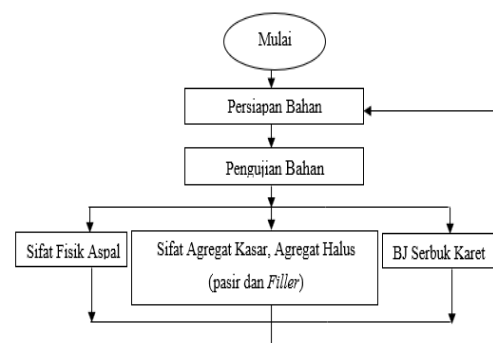 Mulai
Persiapan Bahan
Pengujian Bahan
Sifat Fisik Aspal
Sifat Agregat Kasar, Agregat Halus
(pasir dan Filler)
BJ Serbuk Karet